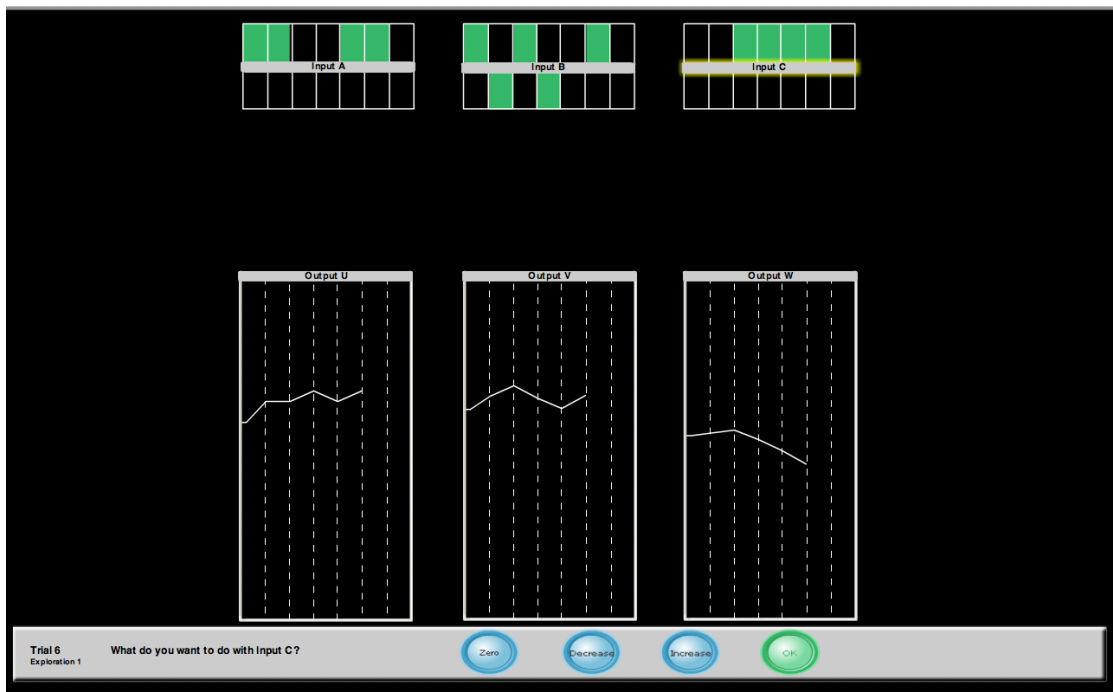 Input A
Input B
Input C
Output U
Output V
Output W
Trial 6
Exploration 1
What do you want to do with Input C?
Zero
Decrease
Increase
OK